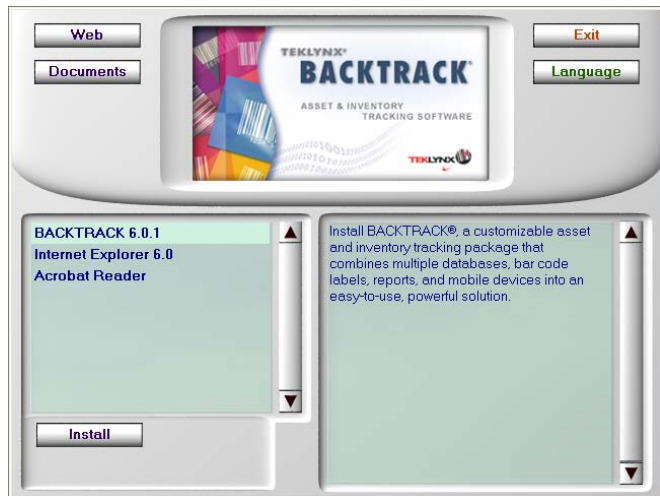 Web
Documents
TEKLYNX®
BACKTRACK®
ASSET & INVENTORY
TRACKING SOFTWARE
TEKLYNX
Exit
Language
BACKTRACK 6.0.1
Internet Explorer 6.0
Acrobat Reader
Install
Install BACKTRACK®, a customizable asset
and inventory tracking package that
combines multiple databases, bar code
labels, reports, and mobile devices into an
easy-to-use, powerful solution.